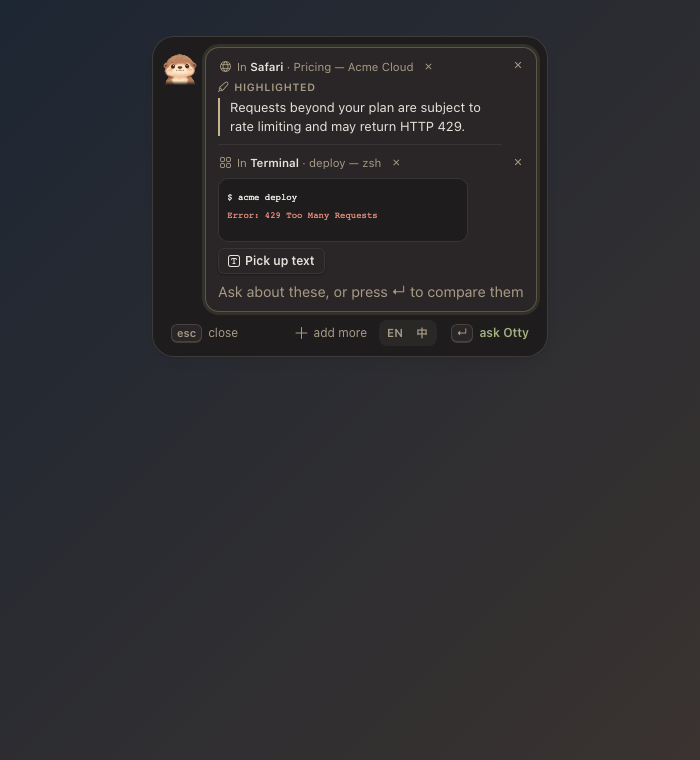 In Safari · Pricing — Acme Cloud
HIGHLIGHTED
Requests beyond your plan are subject to
rate limiting and may return HTTP 429.
In Terminal · deploy — zsh
$ acme deploy
Error: 429 Too Many Requests
Pick up text
Ask about these, or press ↵ to compare them
esc close
+ add more
EN 中
↵ ask Otty